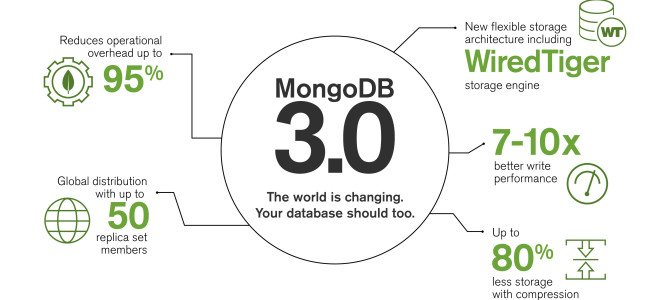 Reduces operational
overhead up to
95%
Global distribution
with up to
50
replica set
members
MongoDB
3.0
The world is changing.
Your database should too.
New flexible storage
architecture including
WiredTiger
storage engine
WT
7-10x
better write
performance
Up to
80%
less storage
with compression